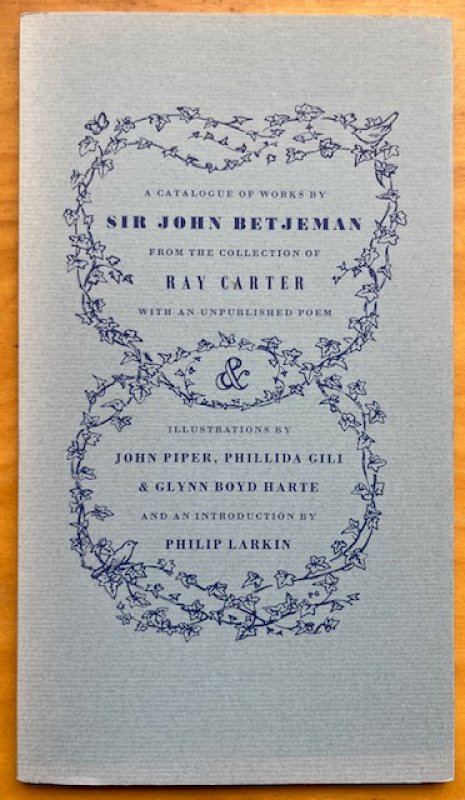 A CATALOGUE OF WORKS BY
SIR JOHN BETJEMAN
FROM THE COLLECTION OF
RAY CARTER
WITH AN UNPUBLISHED POEM
&
ILLUSTRATIONS BY
JOHN PIPER, PHILLIDA GILI
& GLYNN BOYD HARTE
AND AN INTRODUCTION BY
PHILIP LARKIN
PG